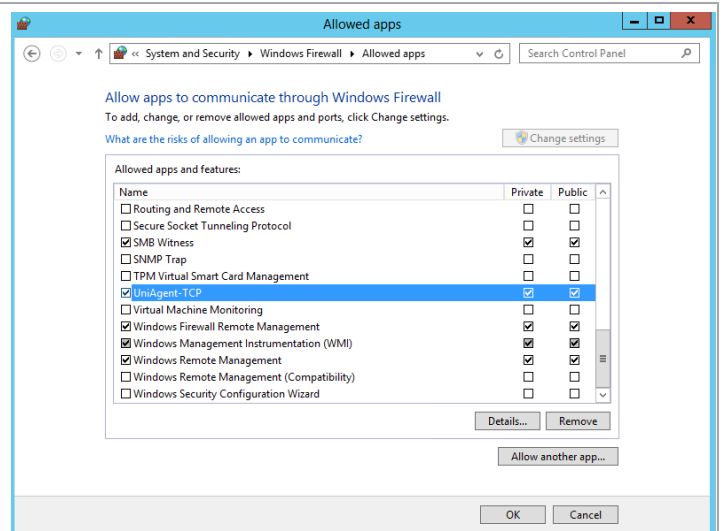 Allowed apps
« System and Security ▸ Windows Firewall ▸ Allowed apps
Search Control Panel
Allow apps to communicate through Windows Firewall
To add, change, or remove allowed apps and ports, click Change settings.
What are the risks of allowing an app to communicate?
Change settings
Allowed apps and features:
Name Private Public
Routing and Remote Access
Secure Socket Tunneling Protocol
SMB Witness
SNMP Trap
TPM Virtual Smart Card Management
UniAgent-TCP
Virtual Machine Monitoring
Windows Firewall Remote Management
Windows Management Instrumentation (WMI)
Windows Remote Management
Windows Remote Management (Compatibility)
Windows Security Configuration Wizard
Details... Remove
Allow another app...
OK Cancel